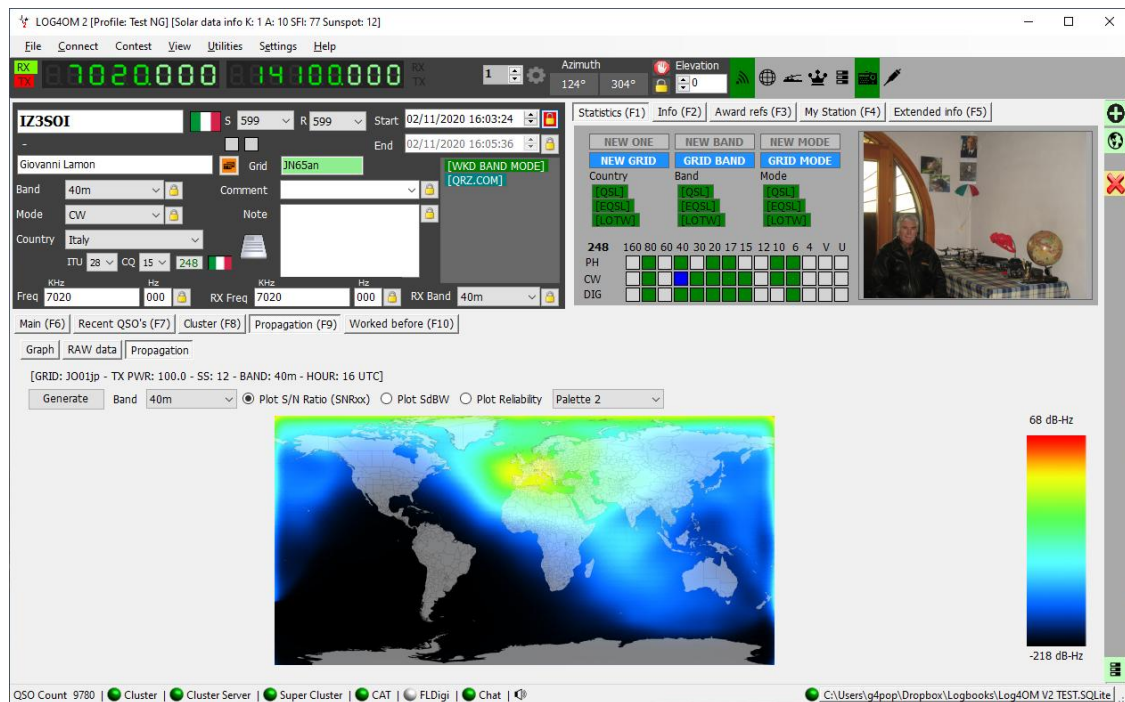 LOG4OM 2 [Profile: Test NG] [Solar data info K: 1 A: 10 SFI: 77 Sunspot: 12]
File Connect Contest View Utilities Settings Help
RX 7020.000 14100.000 RX
TX TX
1
Azimuth
124° 304°
Elevation
0
IZ3SOI S 599 R 599 Start 02/11/2020 16:03:24
- End 02/11/2020 16:05:36
Giovanni Lamon Grid JN65an
[WKD BAND MODE]
[QRZ.COM]
Band 40m Comment
Mode CW Note
Country Italy
ITU 28 CQ 15 248
KHz Hz KHz Hz
Freq 7020 000 RX Freq 7020 000 RX Band 40m
Statistics (F1) Info (F2) Award refs (F3) My Station (F4) Extended info (F5)
NEW ONE NEW BAND NEW MODE
NEW GRID GRID BAND GRID MODE
Country Band Mode
[QSL] [QSL] [QSL]
[EQSL] [EQSL] [EQSL]
[LOTW] [LOTW] [LOTW]
248 160 80 60 40 30 20 17 15 12 10 6 4 V U
PH
CW
DIG
Main (F6) Recent QSO's (F7) Cluster (F8) Propagation (F9) Worked before (F10)
Graph RAW data Propagation
[GRID: JO01jp - TX PWR: 100.0 - SS: 12 - BAND: 40m - HOUR: 16 UTC]
Generate Band 40m Plot S/N Ratio (SNRxx) Plot SdBW Plot Reliability Palette 2
68 dB-Hz
-218 dB-Hz
QSO Count 9780 | Cluster | Cluster Server | Super Cluster | CAT | FLDigi | Chat |
C:\Users\g4pop\Dropbox\Logbooks\Log4OM V2 TEST.SQLite